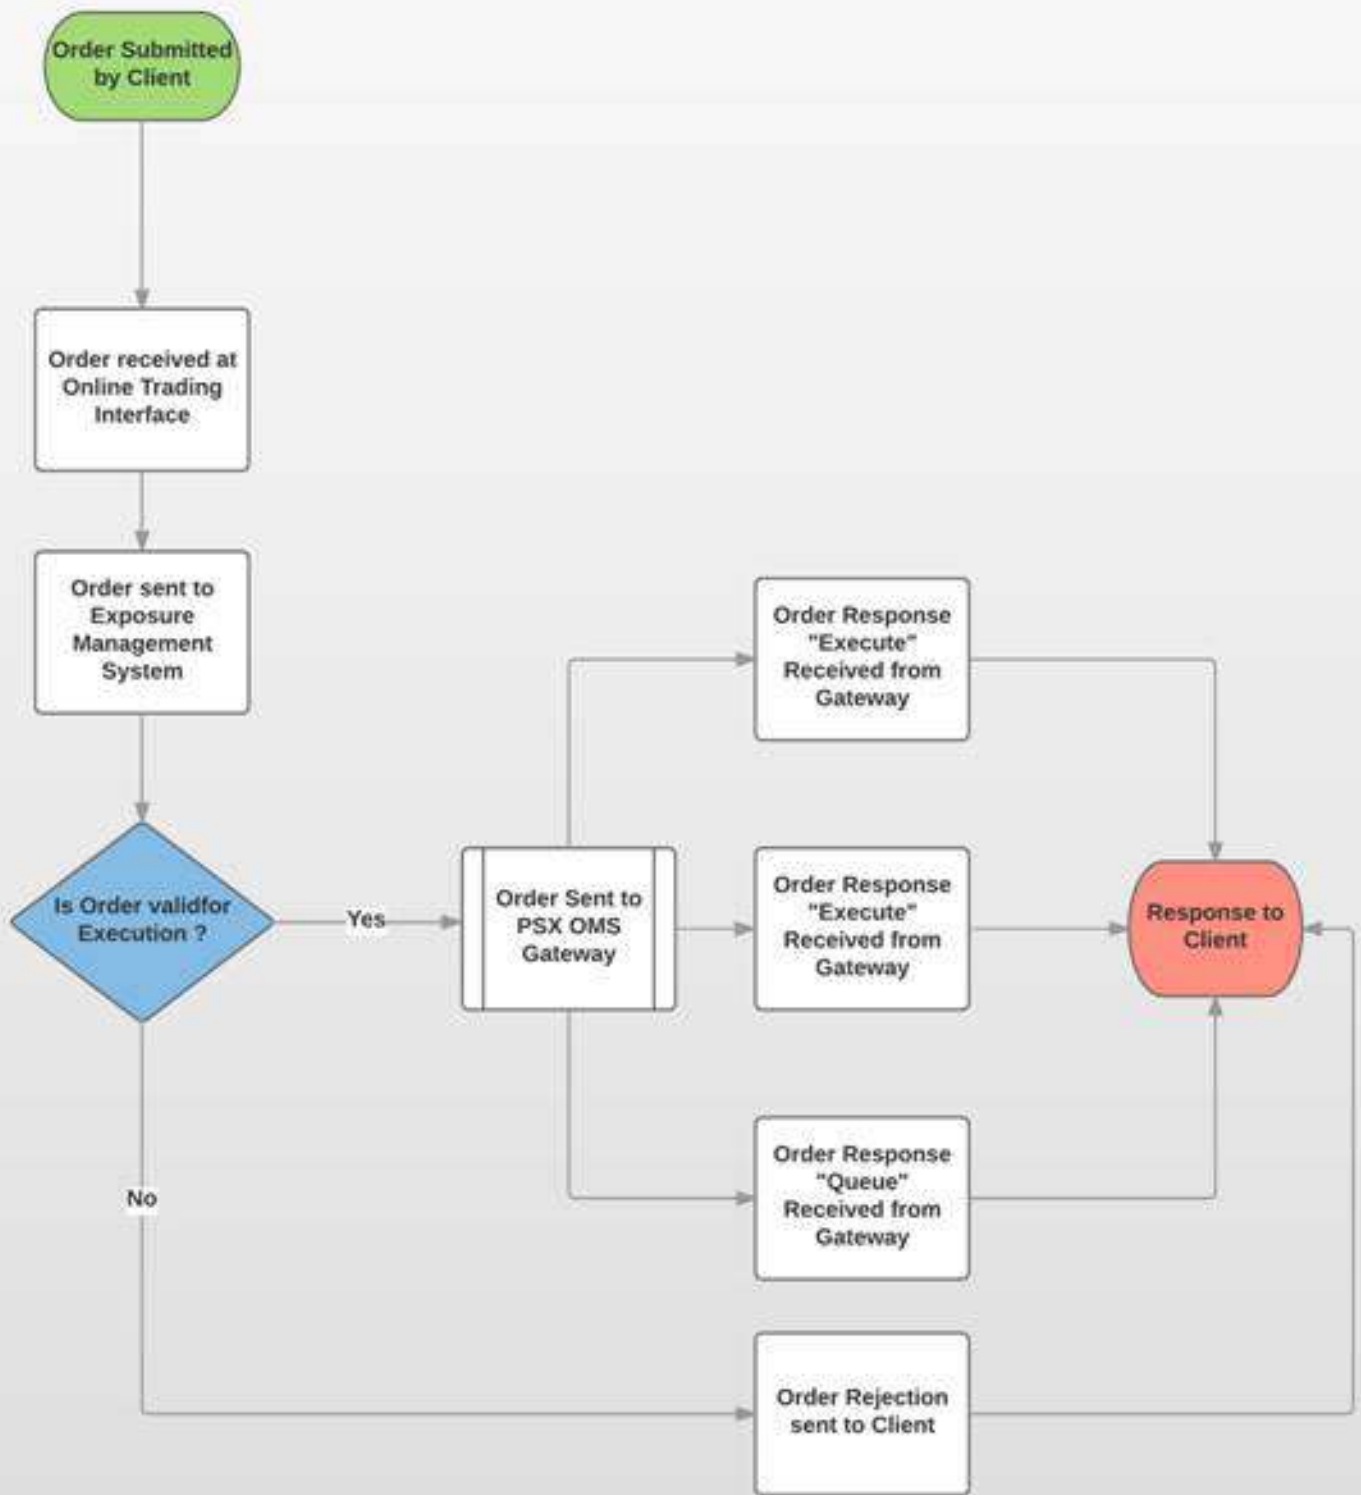 Order Submitted
by Client
Order received at
Online Trading
Interface
Order sent to
Exposure
Management
System
Is Order validfor
Execution ?
Yes
No
Order Sent to
PSX OMS
Gateway
Order Response
"Execute"
Received from
Gateway
Order Response
"Execute"
Received from
Gateway
Order Response
"Queue"
Received from
Gateway
Order Rejection
sent to Client
Response to
Client